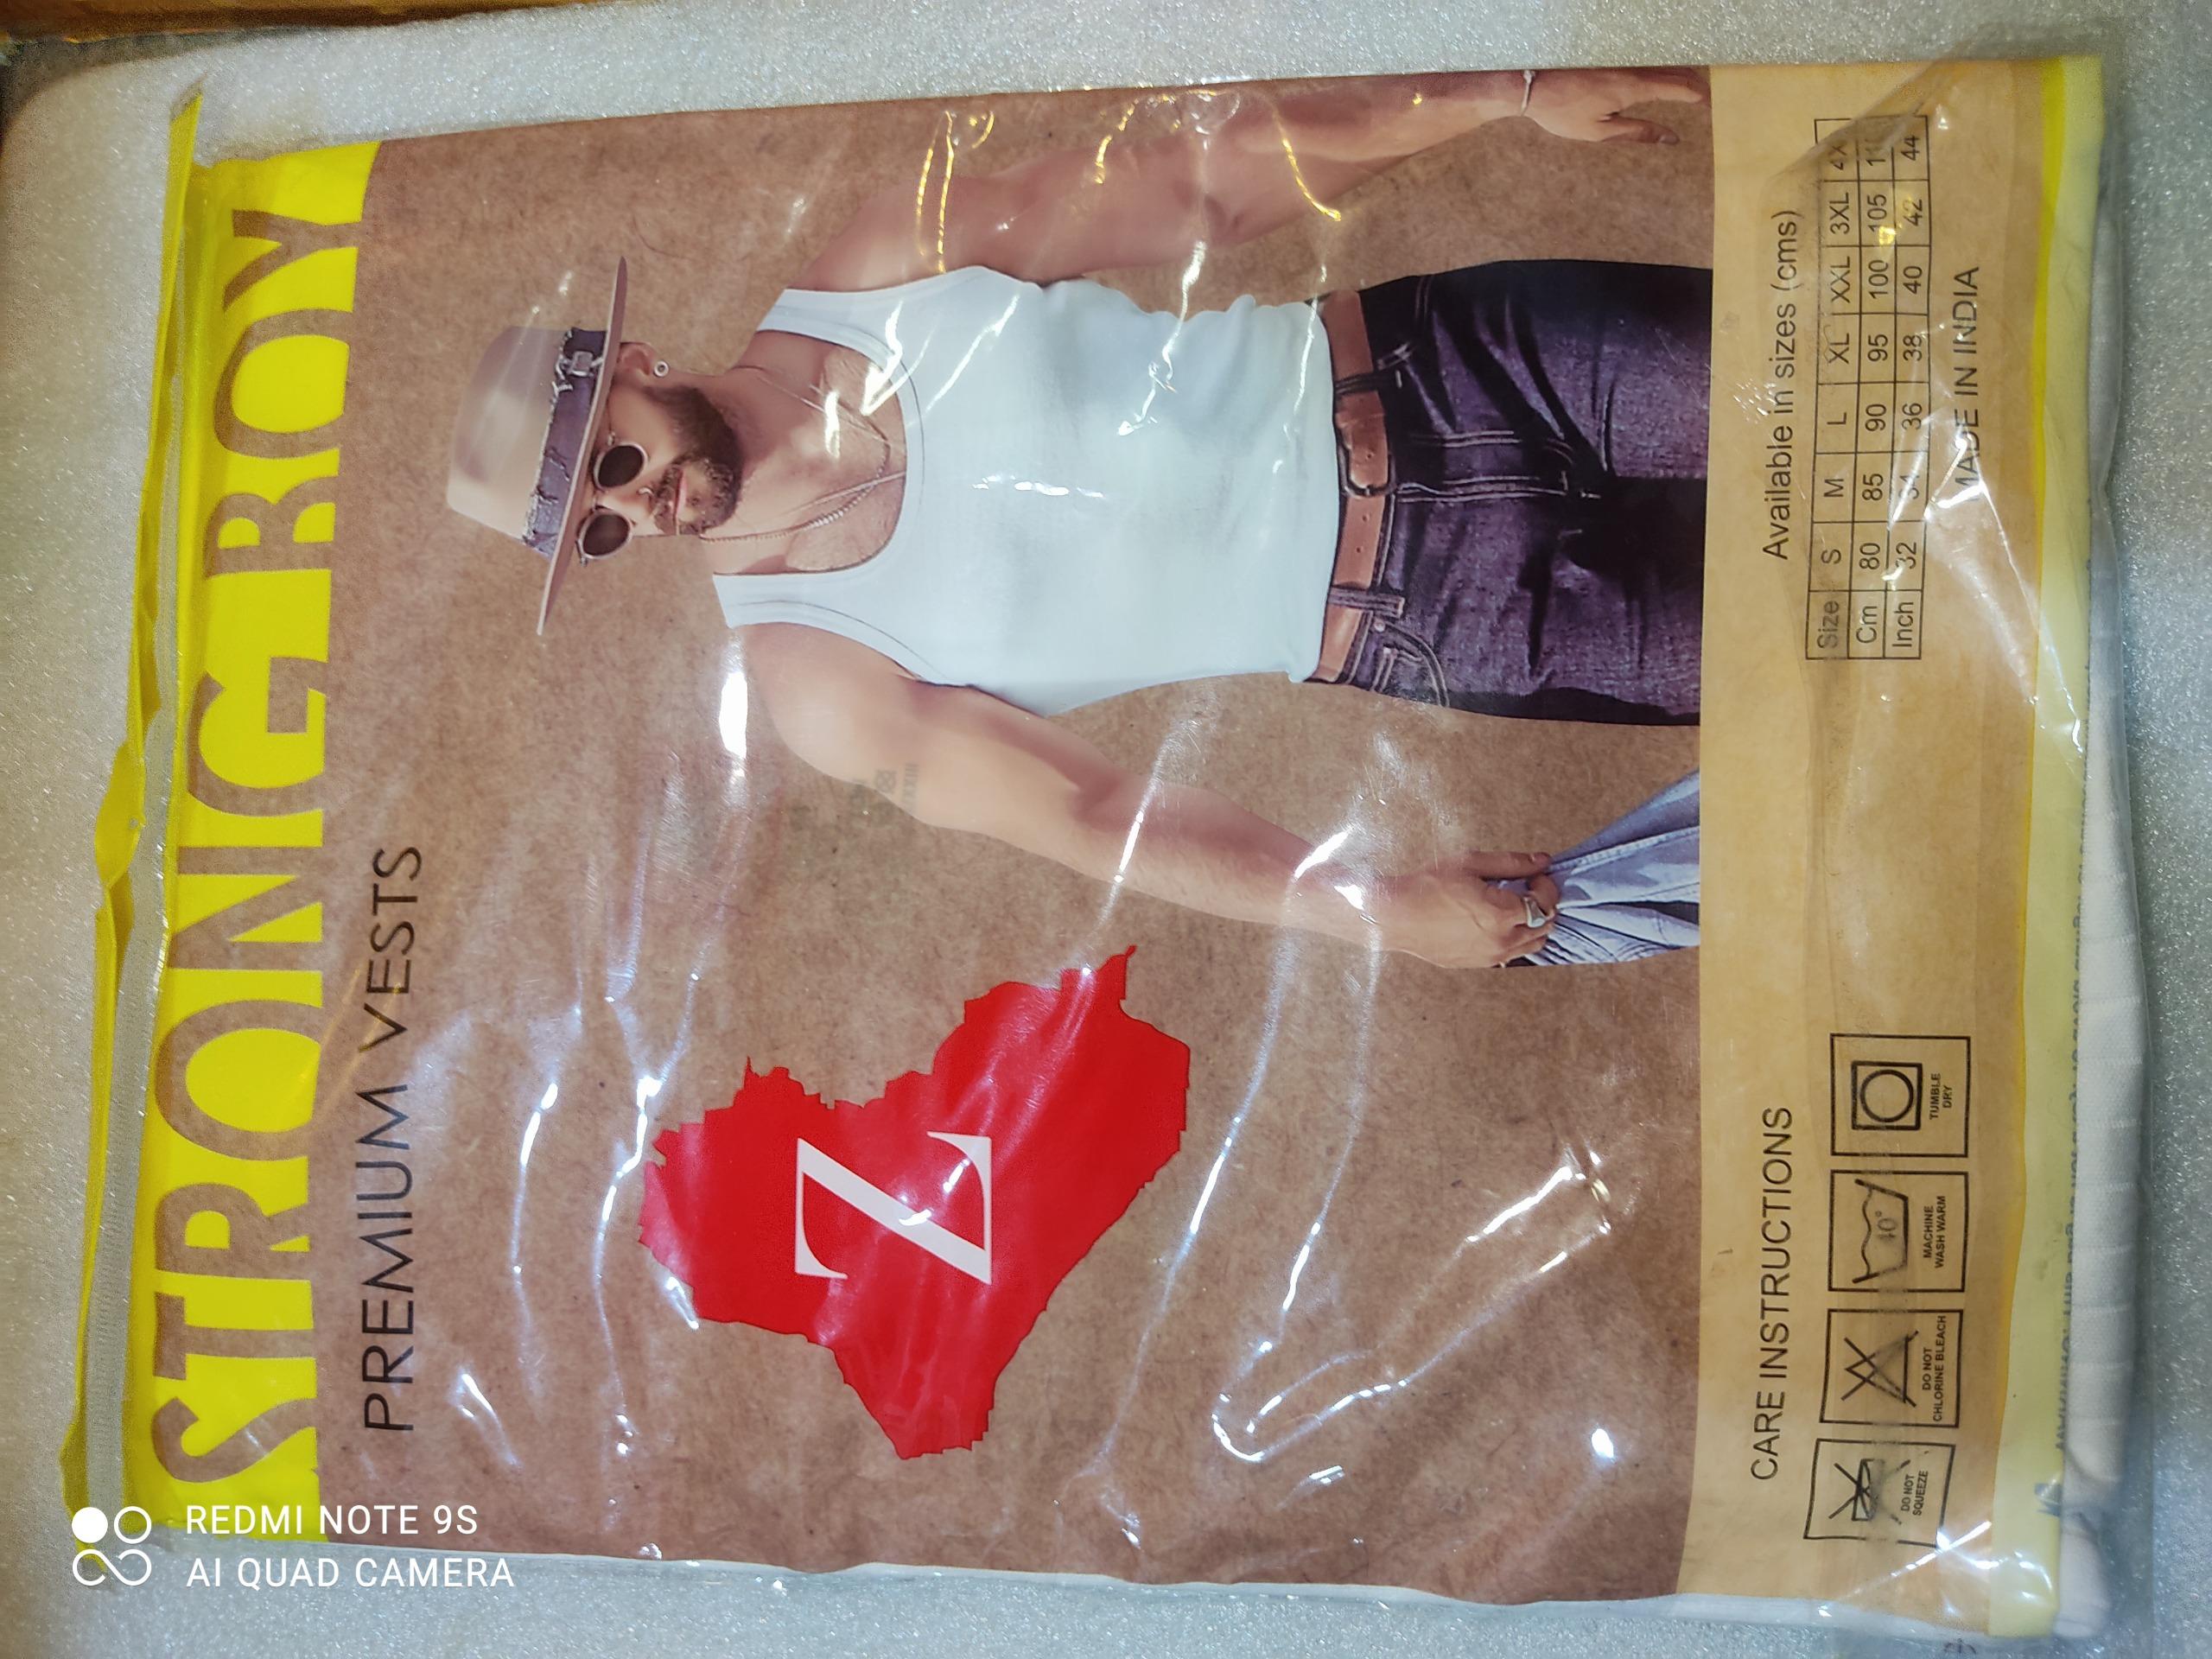 STRONG BOY
PREMIUM VESTS
Z
CARE INSTRUCTIONS
DO NOT
SQUEEZE
DO NOT
CHLORINE BLEACH
40°
MACHINE
WASH WARM
TUMBLE
DRY
Available in sizes (cms)
Size S M L XL XXL 3XL
Cm 80 85 90 95 100 105
Inch 32 34 36 38 40 42 44
MADE IN INDIA
REDMI NOTE 9S
AI QUAD CAMERA